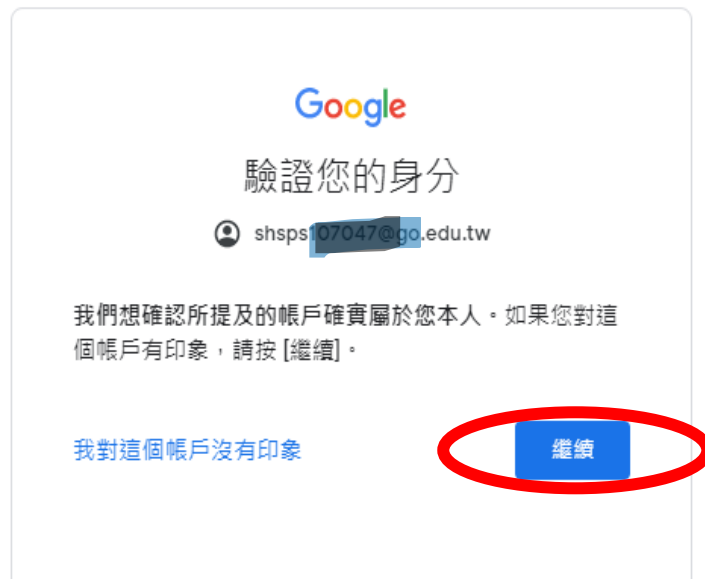 Google
驗證您的身分
shsps107047@go.edu.tw
我們想確認所提及的帳戶確實屬於您本人。如果您對這
個帳戶有印象，請按 [繼續]。
我對這個帳戶沒有印象
繼續